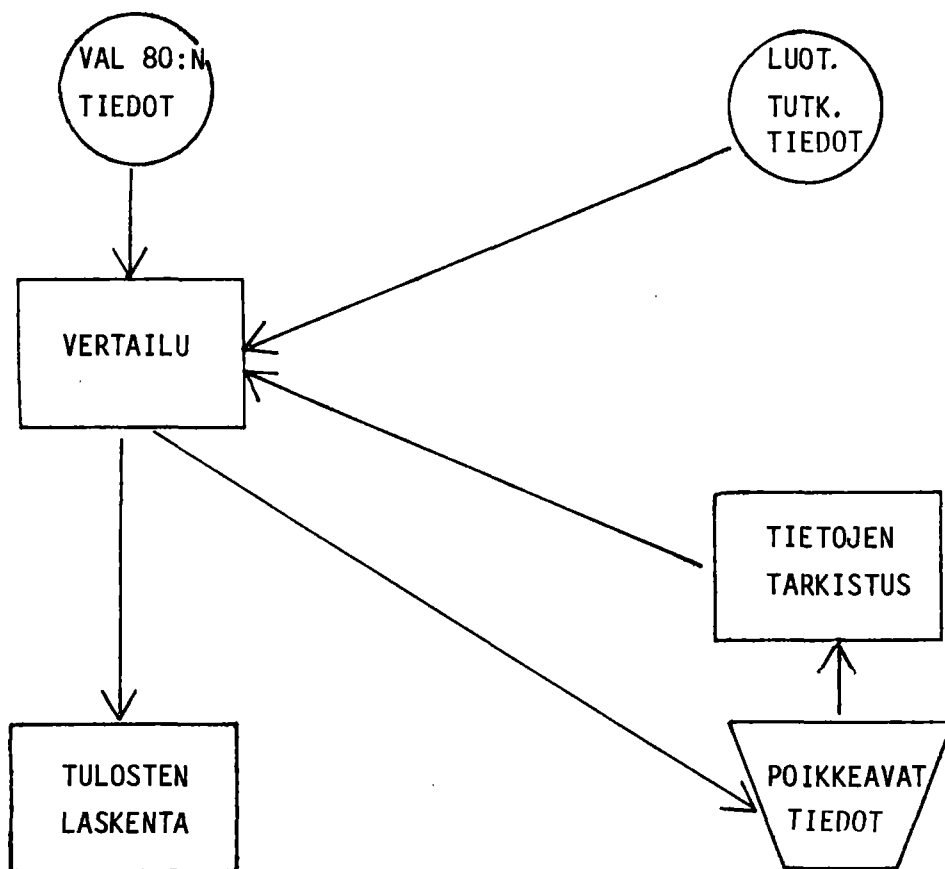 VAL 80:N
TIEDOT
LUOT.
TUTK.
TIEDOT
VERTAILU
TIETOJEN
TARKISTUS
TULOSTEN
LASKENTA
POIKKEAVAT
TIEDOT